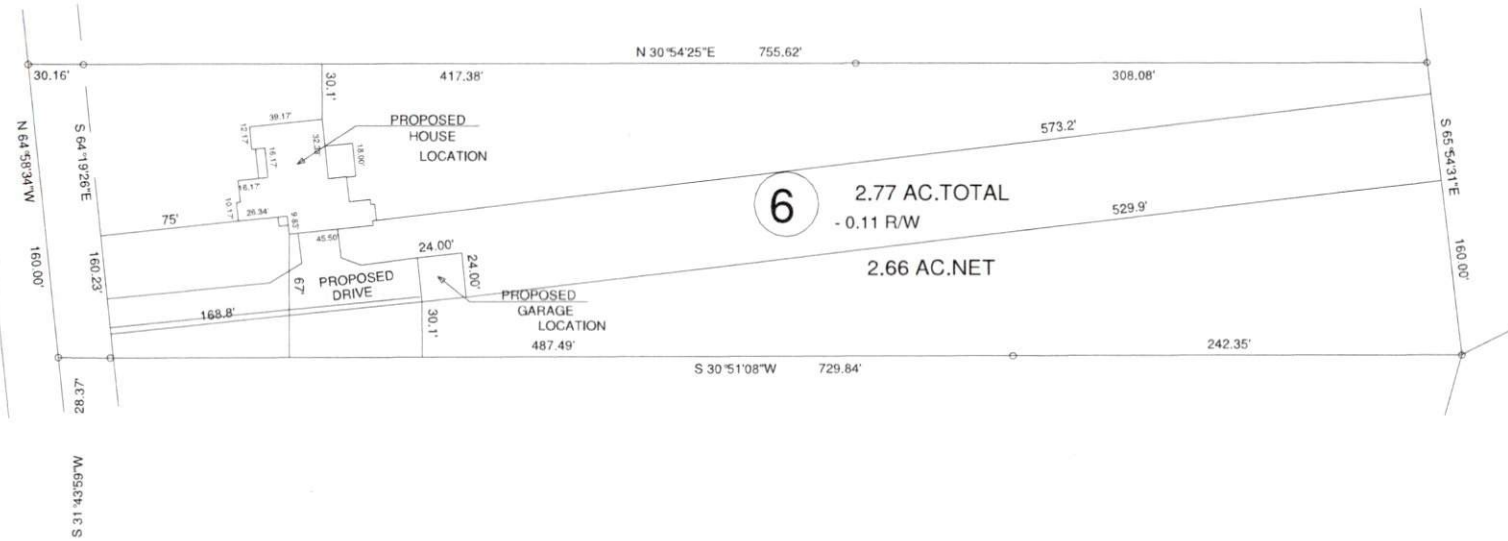 N 30°54'25"E 755.62'
30.16'
417.38'
308.08'
30.1'
N 64°58'34"W
160.00'
S 64°19'26"E
160.23'
39.17'
12.17'
16.17'
32.33'
18.00'
PROPOSED
HOUSE
LOCATION
573.2'
S 65°54'31"E
160.00'
16.17'
10.17'
26.34'
9.83'
45.50'
75'
6
2.77 AC.TOTAL
- 0.11 R/W
2.66 AC.NET
529.9'
24.00'
24.00'
67'
PROPOSED
DRIVE
PROPOSED
GARAGE
LOCATION
168.8'
30.1'
487.49'
242.35'
S 30°51'08"W 729.84'
28.37'
S 31°43'59"W